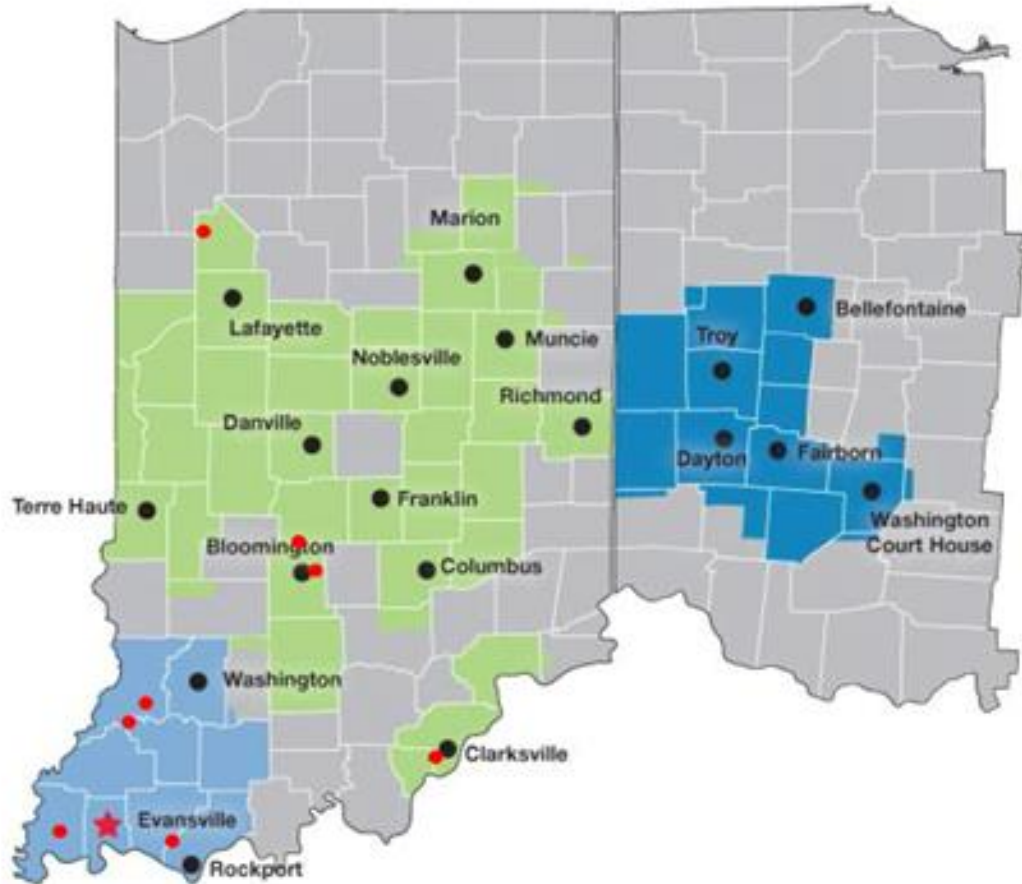 Marion
Lafayette
Bellefontaine
Troy
Muncie
Noblesville
Richmond
Danville
Dayton
Fairborn
Terre Haute
Franklin
Washington
Court House
Bloomington
Columbus
Washington
Clarksville
Evansville
Rockport